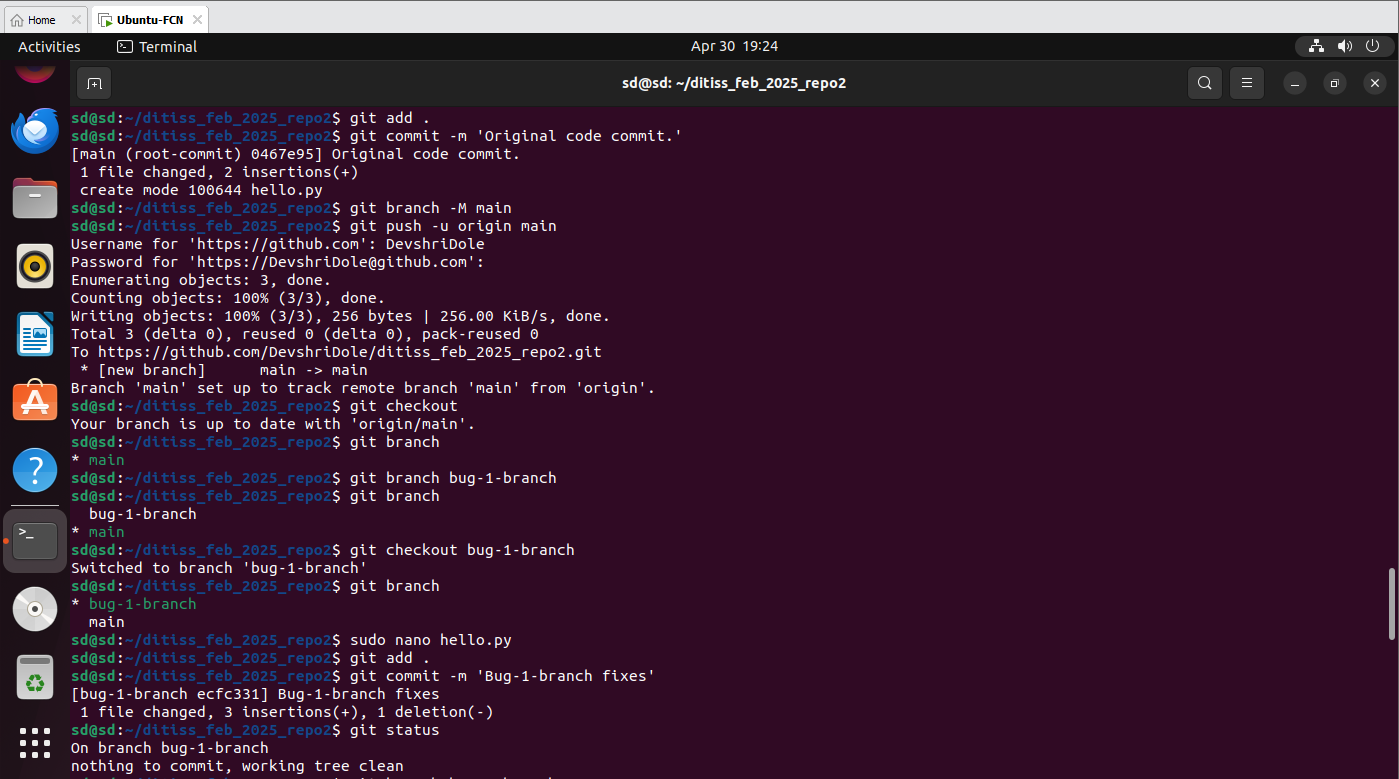 Home
Ubuntu-FCN
Activities
Terminal
Apr 30 19:24
sd@sd: ~/ditiss_feb_2025_repo2
sd@sd:~/ditiss_feb_2025_repo2$ git add .
sd@sd:~/ditiss_feb_2025_repo2$ git commit -m 'Original code commit.'
[main (root-commit) 0467e95] Original code commit.
 1 file changed, 2 insertions(+)
 create mode 100644 hello.py
sd@sd:~/ditiss_feb_2025_repo2$ git branch -M main
sd@sd:~/ditiss_feb_2025_repo2$ git push -u origin main
Username for 'https://github.com': DevshriDole
Password for 'https://DevshriDole@github.com':
Enumerating objects: 3, done.
Counting objects: 100% (3/3), done.
Writing objects: 100% (3/3), 256 bytes | 256.00 KiB/s, done.
Total 3 (delta 0), reused 0 (delta 0), pack-reused 0
To https://github.com/DevshriDole/ditiss_feb_2025_repo2.git
 * [new branch]      main -> main
Branch 'main' set up to track remote branch 'main' from 'origin'.
sd@sd:~/ditiss_feb_2025_repo2$ git checkout
Your branch is up to date with 'origin/main'.
sd@sd:~/ditiss_feb_2025_repo2$ git branch
* main
sd@sd:~/ditiss_feb_2025_repo2$ git branch bug-1-branch
sd@sd:~/ditiss_feb_2025_repo2$ git branch
  bug-1-branch
* main
sd@sd:~/ditiss_feb_2025_repo2$ git checkout bug-1-branch
Switched to branch 'bug-1-branch'
sd@sd:~/ditiss_feb_2025_repo2$ git branch
* bug-1-branch
  main
sd@sd:~/ditiss_feb_2025_repo2$ sudo nano hello.py
sd@sd:~/ditiss_feb_2025_repo2$ git add .
sd@sd:~/ditiss_feb_2025_repo2$ git commit -m 'Bug-1-branch fixes'
[bug-1-branch ecfc331] Bug-1-branch fixes
 1 file changed, 3 insertions(+), 1 deletion(-)
sd@sd:~/ditiss_feb_2025_repo2$ git status
On branch bug-1-branch
nothing to commit, working tree clean